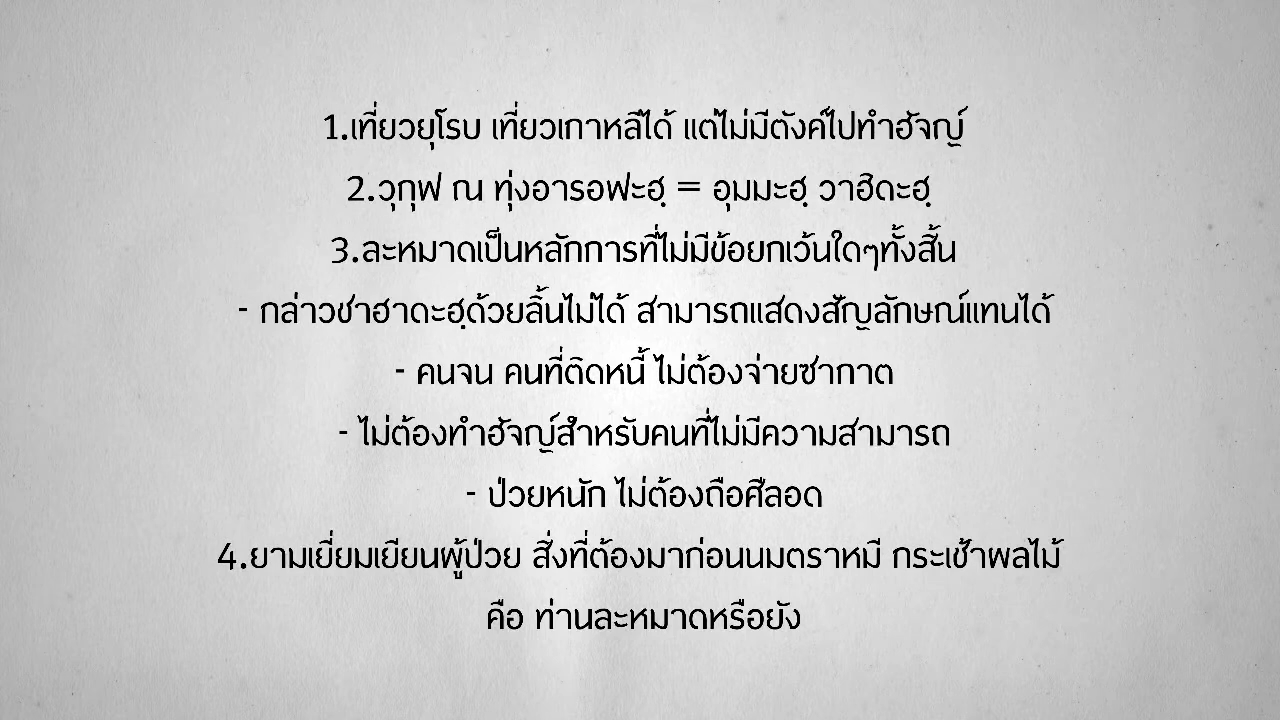 1.เที่ยวยุโรบ เที่ยวเกาหลีได้ แต่ไม่มีตังค์ไปทำฮัจญ์
2.วุกุฟ ณ ทุ่งอารอฟะฮฺ = อุมมะฮฺ วาฮิดะฮฺ
3.ละหมาดเป็นหลักการที่ไม่มีข้อยกเว้นใดๆทั้งสิ้น
- กล่าวชาฮาดะฮฺด้วยลิ้นไม่ได้ สามารถแสดงสัญลักษณ์แทนได้
- คนจน คนที่ติดหนี้ ไม่ต้องจ่ายซากาต
- ไม่ต้องทำฮัจญ์สำหรับคนที่ไม่มีความสามารถ
- ป่วยหนัก ไม่ต้องถือศีลอด
4.ยามเยี่ยมเยียนผู้ป่วย สิ่งที่ต้องมาก่อนนมตราหมี กระเช้าผลไม้
คือ ท่านละหมาดหรือยัง